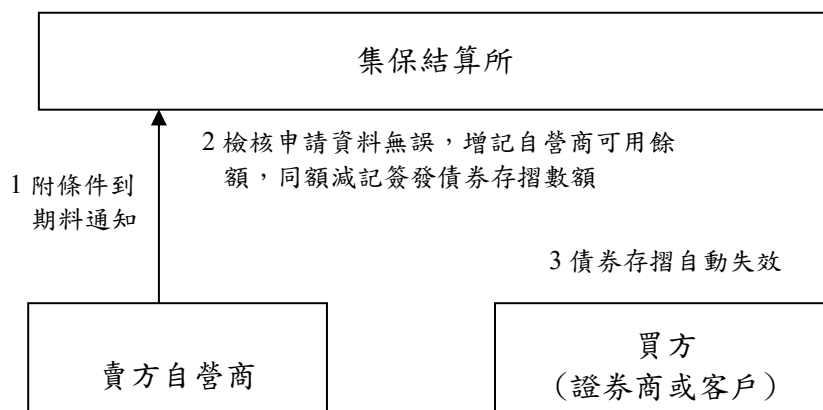 集保結算所
2 檢核申請資料無誤，增記自營商可用餘
額，同額減記簽發債券存摺數額
1 附條件到
期料通知
3 債券存摺自動失效
賣方自營商
買方
（證券商或客戶）